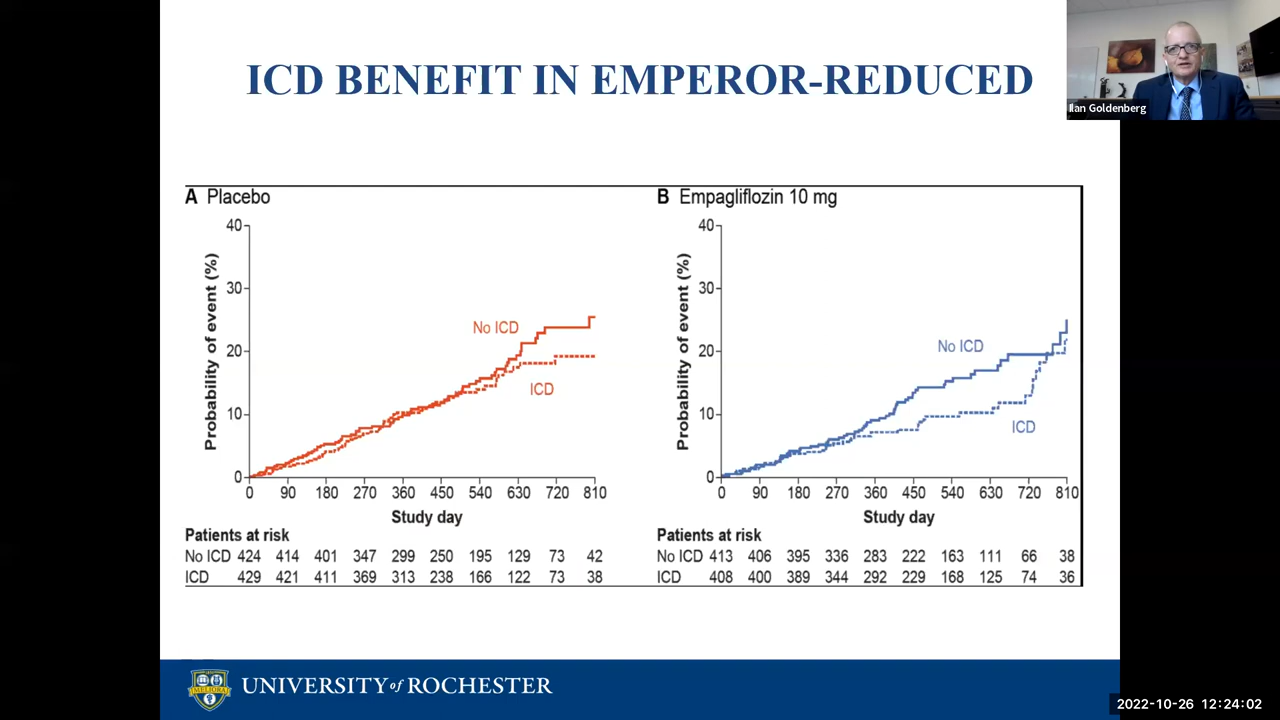 ICD BENEFIT IN EMPEROR-REDUCED
Ilan Goldenberg
A Placebo
Probability of event (%)
40
30
20
10
0
No ICD
ICD
0 90 180 270 360 450 540 630 720 810
Study day
Patients at risk
No ICD 424 414 401 347 299 250 195 129 73 42
ICD 429 421 411 369 313 238 166 122 73 38
B Empagliflozin 10 mg
Probability of event (%)
40
30
20
10
0
No ICD
ICD
0 90 180 270 360 450 540 630 720 810
Study day
Patients at risk
No ICD 413 406 395 336 283 222 163 111 66 38
ICD 408 400 389 344 292 229 168 125 74 36
MELIORA
UNIVERSITY of ROCHESTER
2022-10-26 12:24:02